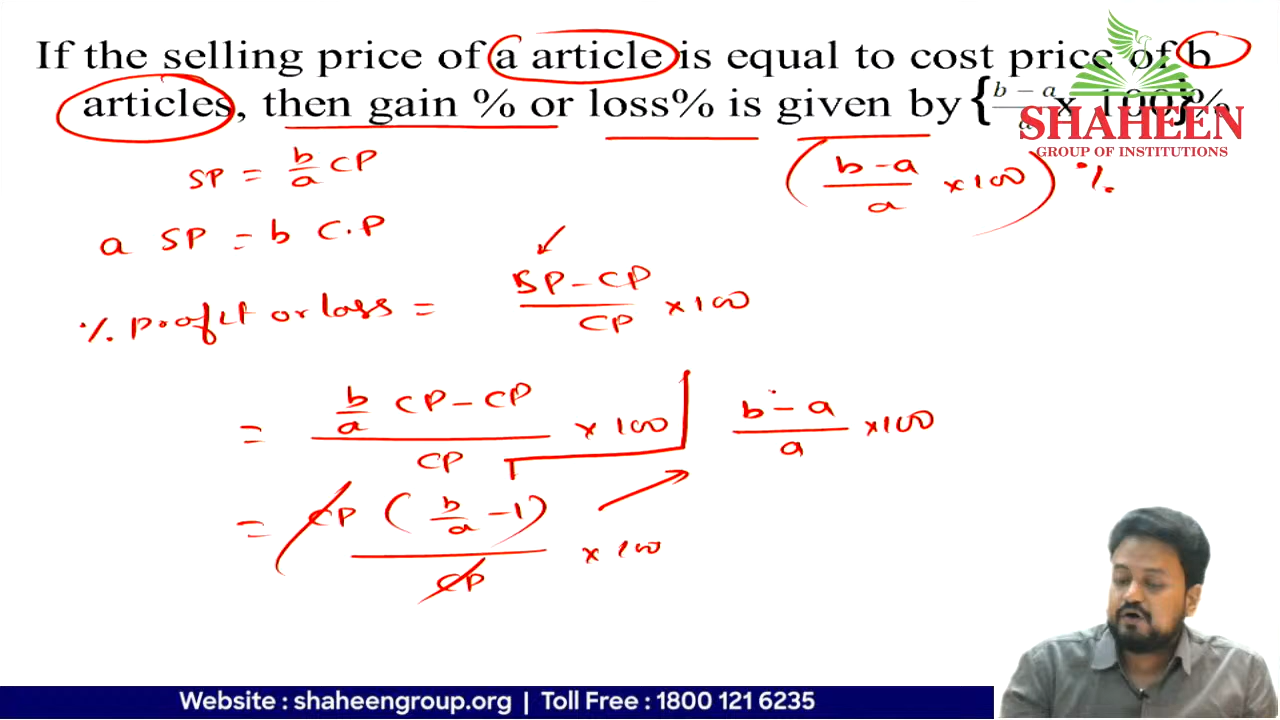 If the selling price of a article is equal to cost price of b
articles, then gain % or loss% is given by {b − a / a x 100}%
SHAHEEN
GROUP OF INSTITUTIONS
SP = b/a CP
(b - a / a × 100) %
a SP = b C.P
% profit or loss = SP - CP / CP × 100
= b/a CP - CP / CP × 100
b - a / a × 100
= CP (b/a - 1) / CP × 100
Website : shaheengroup.org | Toll Free : 1800 121 6235